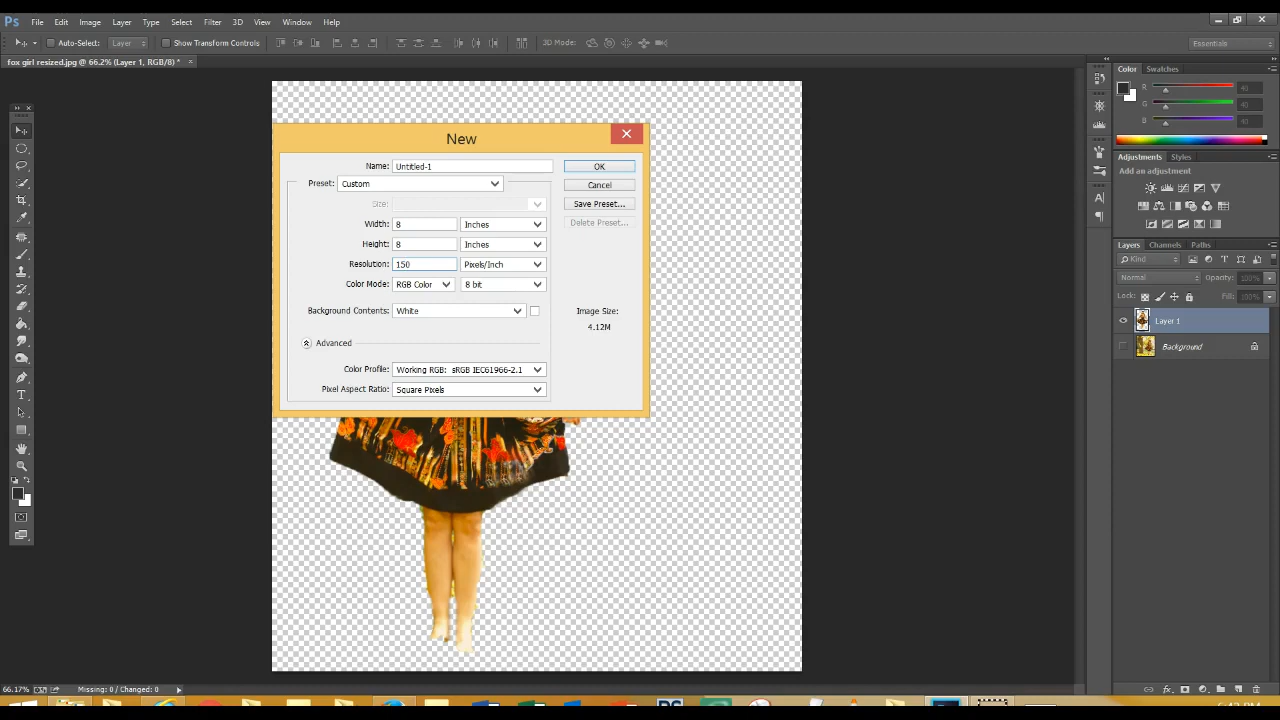 Ps File Edit Image Layer Type Select Filter 3D View Window Help
Auto-Select: Layer Show Transform Controls 3D Mode: Essentials
fox girl resized.jpg @ 66.2% (Layer 1, RGB/8) * ×
New
Name: Untitled-1 OK
Preset: Custom Cancel
Size: Save Preset...
Width: 8 Inches Delete Preset...
Height: 8 Inches
Resolution: 150 Pixels/Inch
Color Mode: RGB Color 8 bit
Background Contents: White Image Size:
4.12M
Advanced
Color Profile: Working RGB: sRGB IEC61966-2.1
Pixel Aspect Ratio: Square Pixels
Color Swatches
R 40
G 40
B 40
Adjustments Styles
Add an adjustment
Layers Channels Paths
Kind
Normal Opacity: 100%
Lock: Fill: 100%
Layer 1
Background
66.17% Missing: 0 / Changed: 0